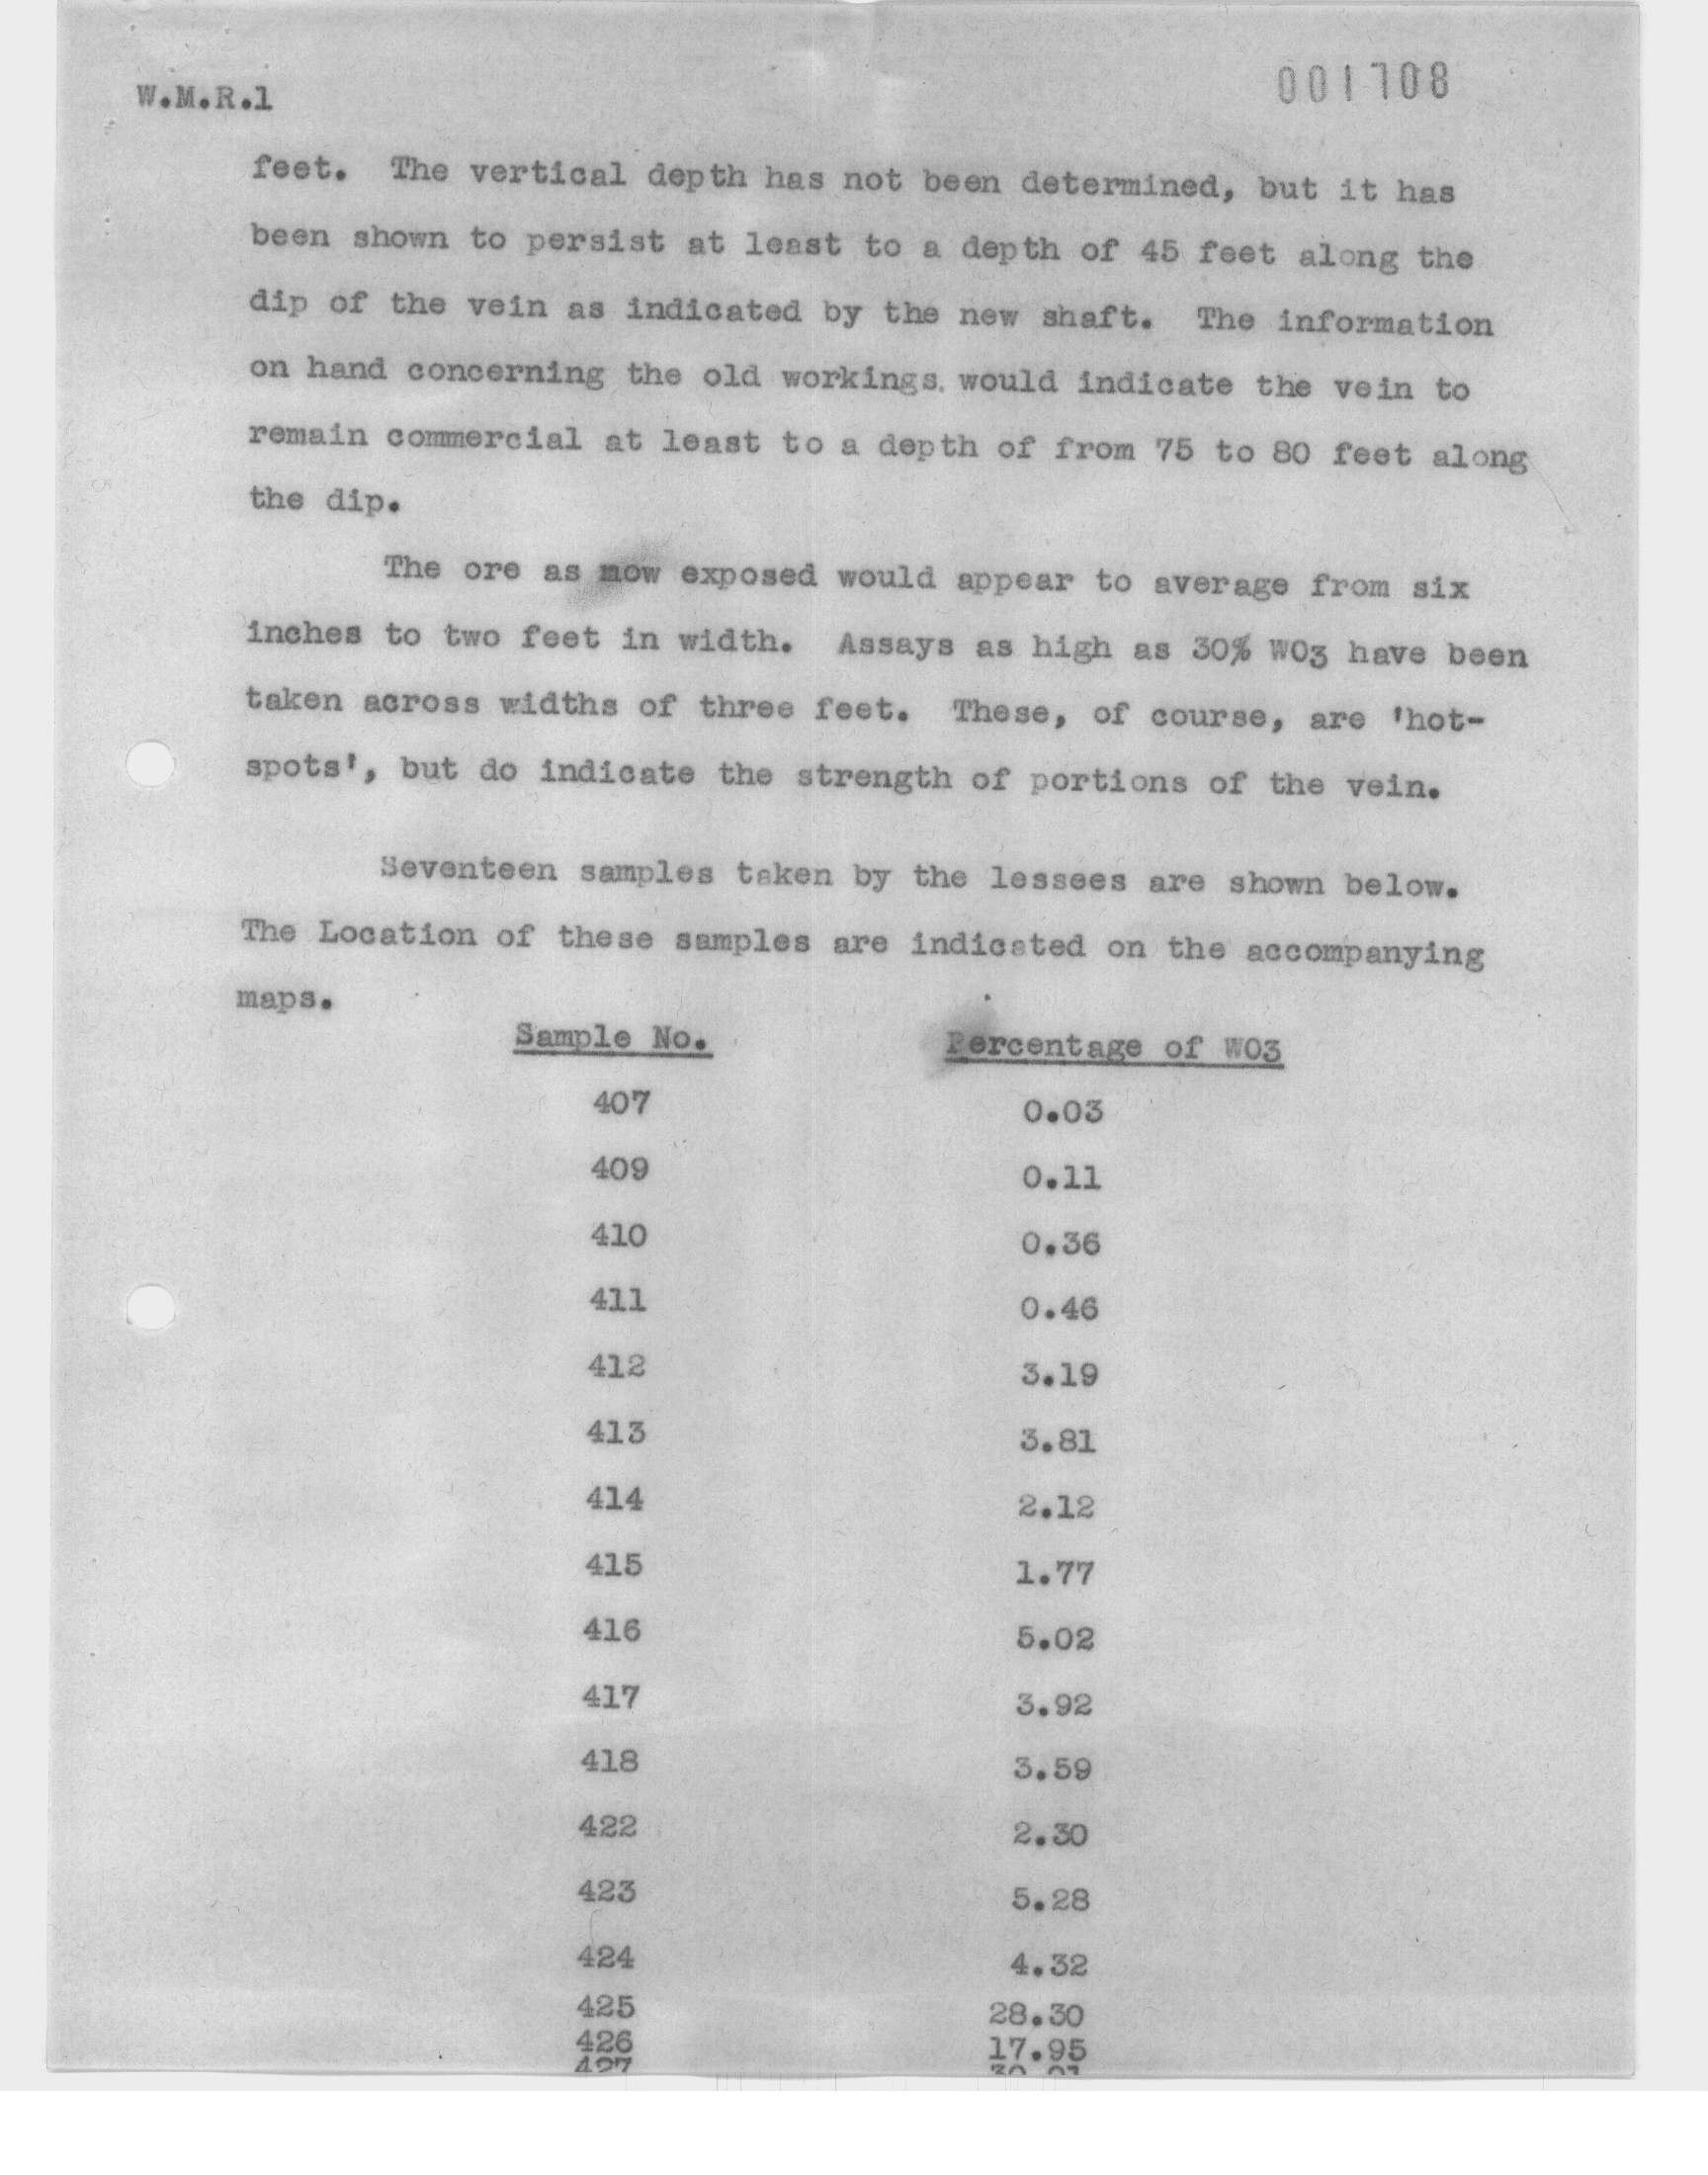 W.M.R.1
001708
feet. The vertical depth has not been determined, but it has
been shown to persist at least to a depth of 45 feet along the
dip of the vein as indicated by the new shaft. The information
on hand concerning the old workings. would indicate the vein to
remain commercial at least to a depth of from 75 to 80 feet along
the dip.
The ore as now exposed would appear to average from six
inches to two feet in width. Assays as high as 30% WO3 have been
taken across widths of three feet. These, of course, are 'hot-
spots', but do indicate the strength of portions of the vein.
Seventeen samples taken by the lessees are shown below.
The Location of these samples are indicated on the accompanying
maps.
Sample No. Percentage of WO3
407 0.03
409 0.11
410 0.36
411 0.46
412 3.19
413 3.81
414 2.12
415 1.77
416 5.02
417 3.92
418 3.59
422 2.30
423 5.28
424 4.32
425 28.30
426 17.95
427